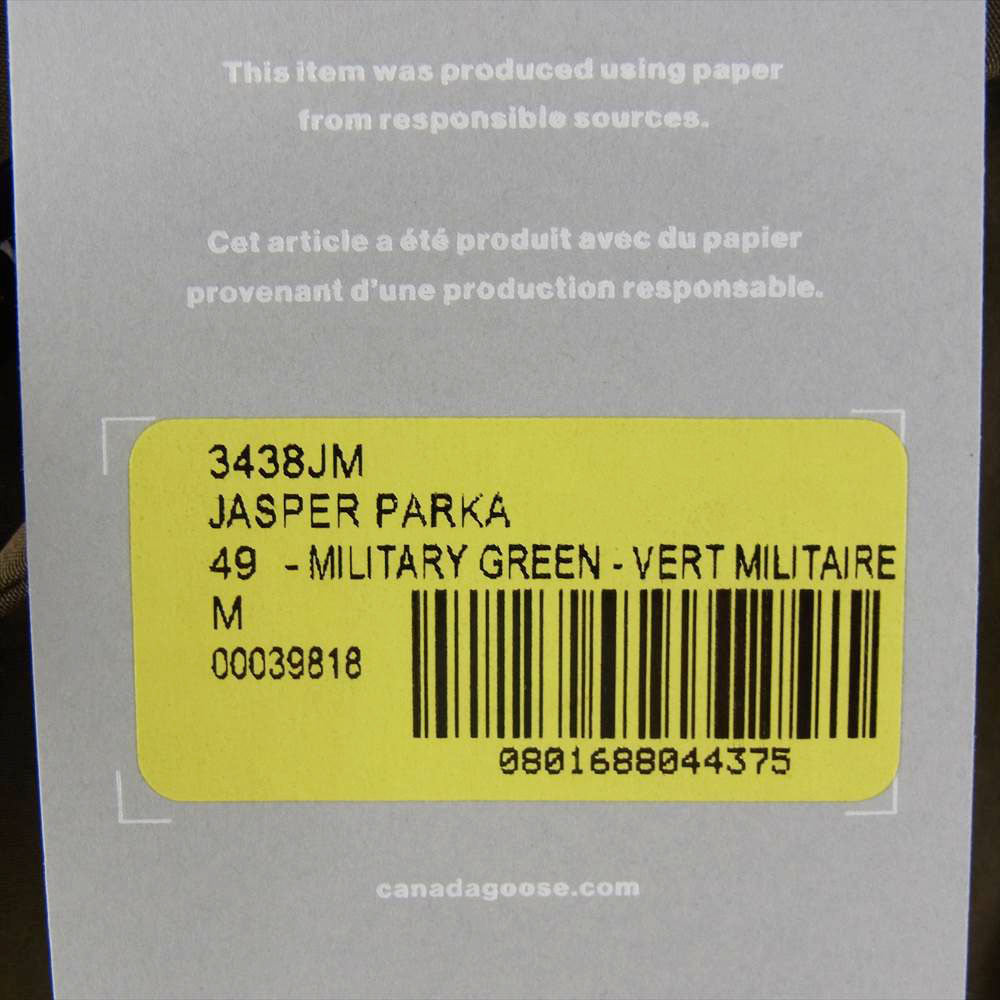 This item was produced using paper
from responsible sources.
Cet article a été produit avec du papier
provenant d'une production responsable.
3438JM
JASPER PARKA
49 - MILITARY GREEN - VERT MILITAIRE
M
00039818
0801688044375
canadagoose.com